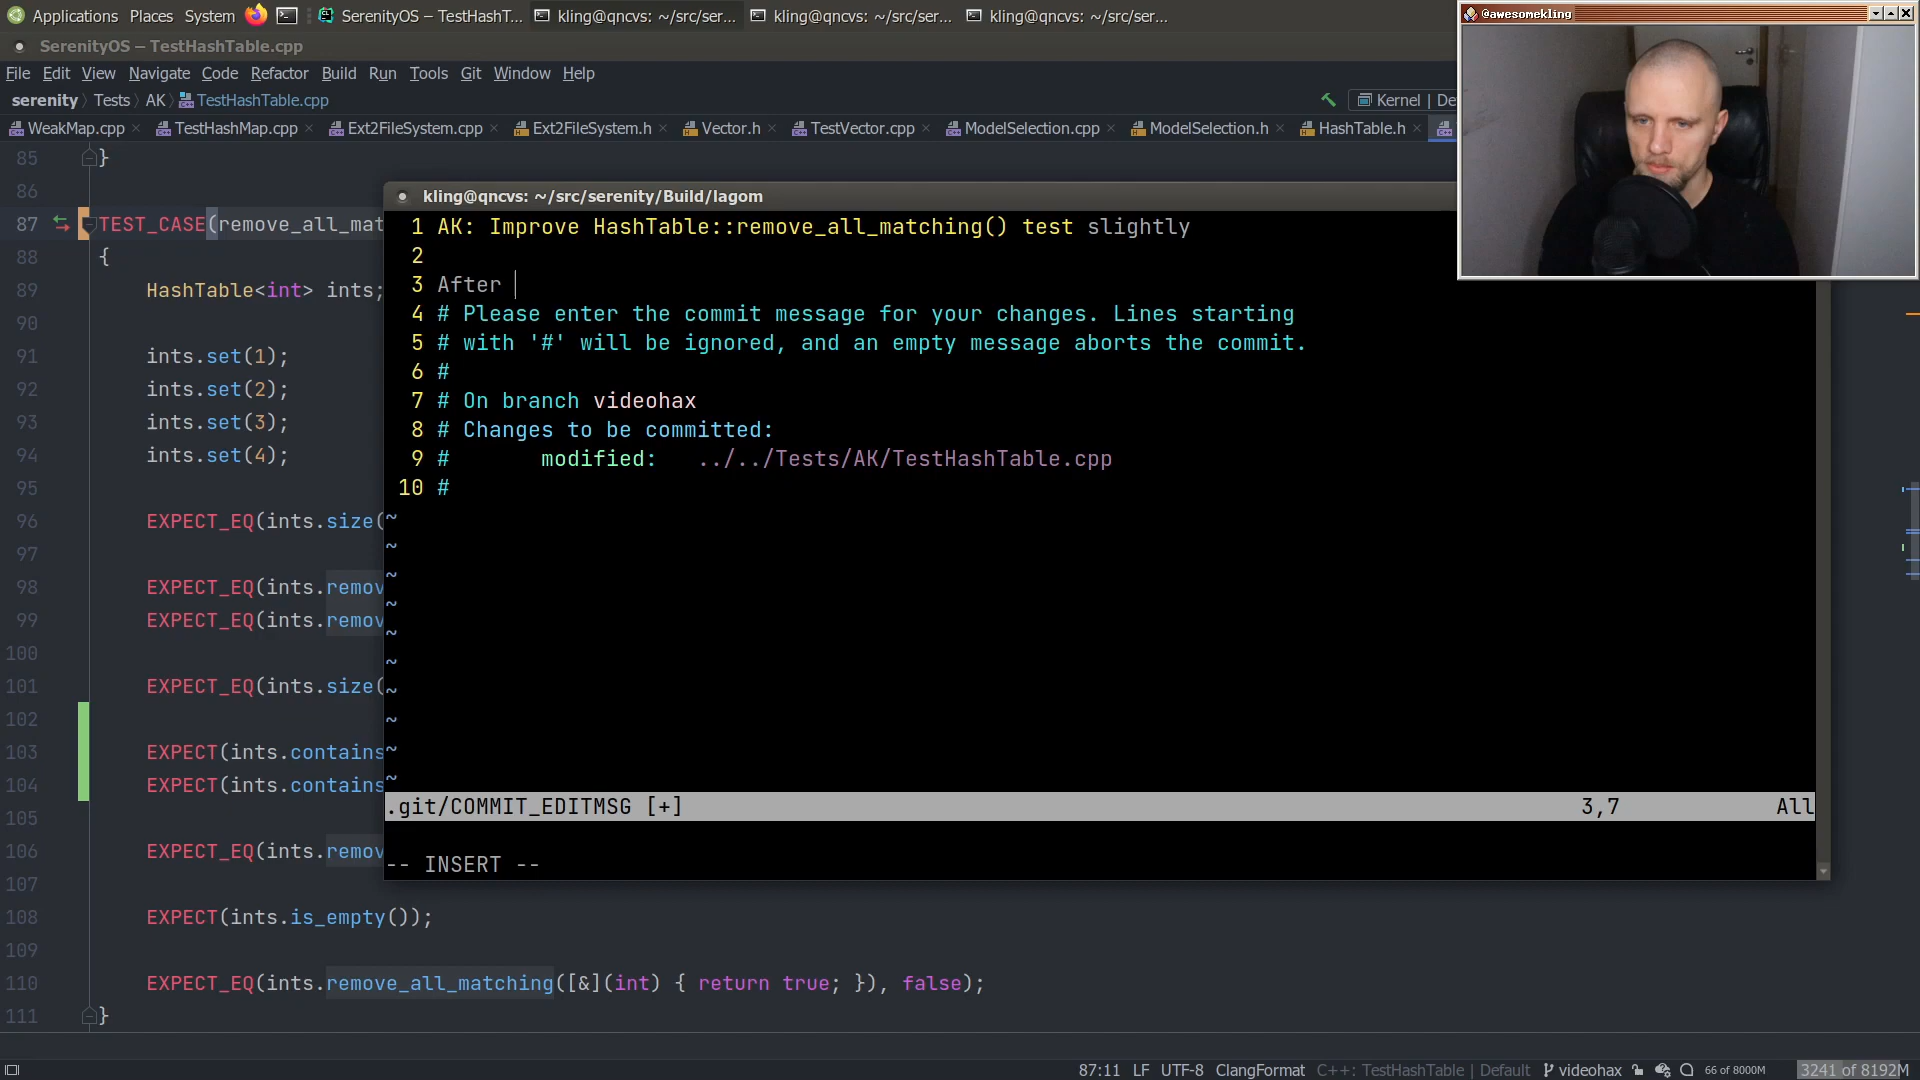 Applications Places System SerenityOS – TestHashT... kling@qncvs: ~/src/ser... kling@qncvs: ~/src/ser... kling@qncvs: ~/src/ser...
@awesomekling
SerenityOS – TestHashTable.cpp
File Edit View Navigate Code Refactor Build Run Tools Git Window Help
serenity Tests AK TestHashTable.cpp Kernel | De
WeakMap.cpp TestHashMap.cpp Ext2FileSystem.cpp Ext2FileSystem.h Vector.h TestVector.cpp ModelSelection.cpp ModelSelection.h HashTable.h
85 }
86
87 TEST_CASE(remove_all_mat
88 {
89 HashTable<int> ints;
90
91 ints.set(1);
92 ints.set(2);
93 ints.set(3);
94 ints.set(4);
95
96 EXPECT_EQ(ints.size(
97
98 EXPECT_EQ(ints.remov
99 EXPECT_EQ(ints.remov
100
101 EXPECT_EQ(ints.size(
102
103 EXPECT(ints.contains
104 EXPECT(ints.contains
105
106 EXPECT_EQ(ints.remov
107
108 EXPECT(ints.is_empty());
109
110 EXPECT_EQ(ints.remove_all_matching([&](int) { return true; }), false);
111 }
kling@qncvs: ~/src/serenity/Build/lagom
1 AK: Improve HashTable::remove_all_matching() test slightly
2
3 After
4 # Please enter the commit message for your changes. Lines starting
5 # with '#' will be ignored, and an empty message aborts the commit.
6 #
7 # On branch videohax
8 # Changes to be committed:
9 # modified: ../../Tests/AK/TestHashTable.cpp
10 #
~
~
~
~
~
~
~
~
~
~
.git/COMMIT_EDITMSG [+] 3,7 All
-- INSERT --
87:11 LF UTF-8 ClangFormat C++: TestHashTable | Default videohax 66 of 8000M 3241 of 8192M